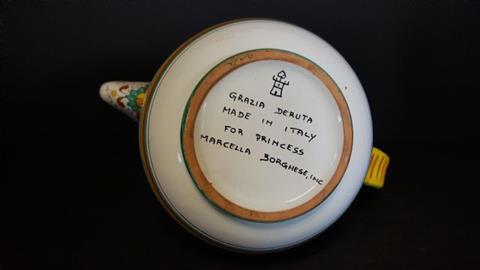 GRAZIA DERUTA
MADE IN ITALY
FOR PRINCESS
MARCELLA BORGHESE, INC